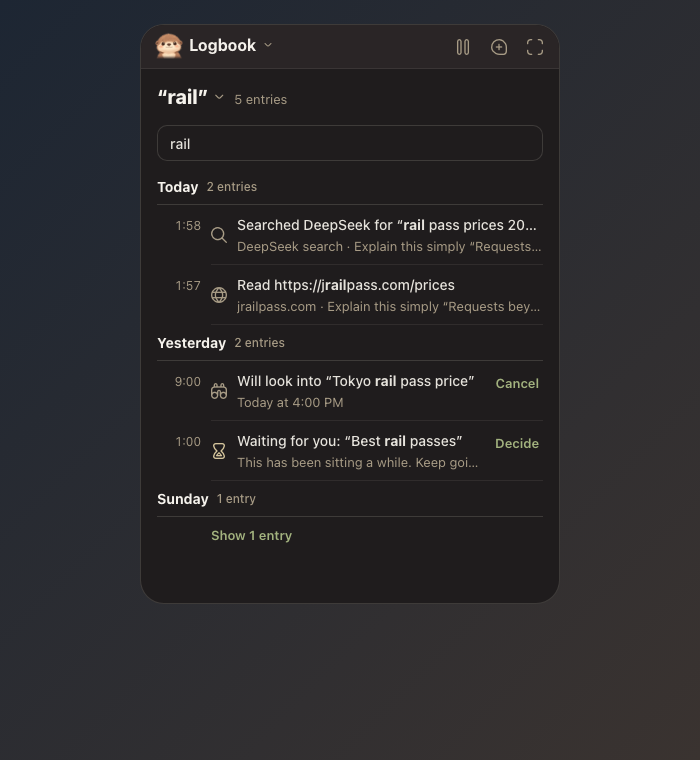 Logbook
“rail” 5 entries
rail
Today 2 entries
1:58 Searched DeepSeek for “rail pass prices 20...
DeepSeek search · Explain this simply “Requests...
1:57 Read https://jrailpass.com/prices
jrailpass.com · Explain this simply “Requests bey...
Yesterday 2 entries
9:00 Will look into “Tokyo rail pass price” Cancel
Today at 4:00 PM
1:00 Waiting for you: “Best rail passes” Decide
This has been sitting a while. Keep goi...
Sunday 1 entry
Show 1 entry